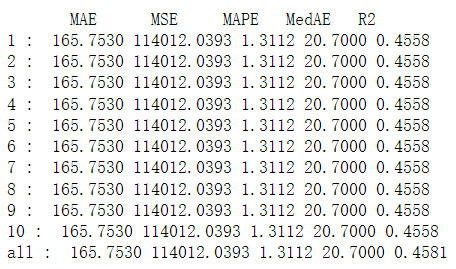 MAE MSE MAPE MedAE R2
1 : 165.7530 114012.0393 1.3112 20.7000 0.4558
2 : 165.7530 114012.0393 1.3112 20.7000 0.4558
3 : 165.7530 114012.0393 1.3112 20.7000 0.4558
4 : 165.7530 114012.0393 1.3112 20.7000 0.4558
5 : 165.7530 114012.0393 1.3112 20.7000 0.4558
6 : 165.7530 114012.0393 1.3112 20.7000 0.4558
7 : 165.7530 114012.0393 1.3112 20.7000 0.4558
8 : 165.7530 114012.0393 1.3112 20.7000 0.4558
9 : 165.7530 114012.0393 1.3112 20.7000 0.4558
10 : 165.7530 114012.0393 1.3112 20.7000 0.4558
all : 165.7530 114012.0393 1.3112 20.7000 0.4581